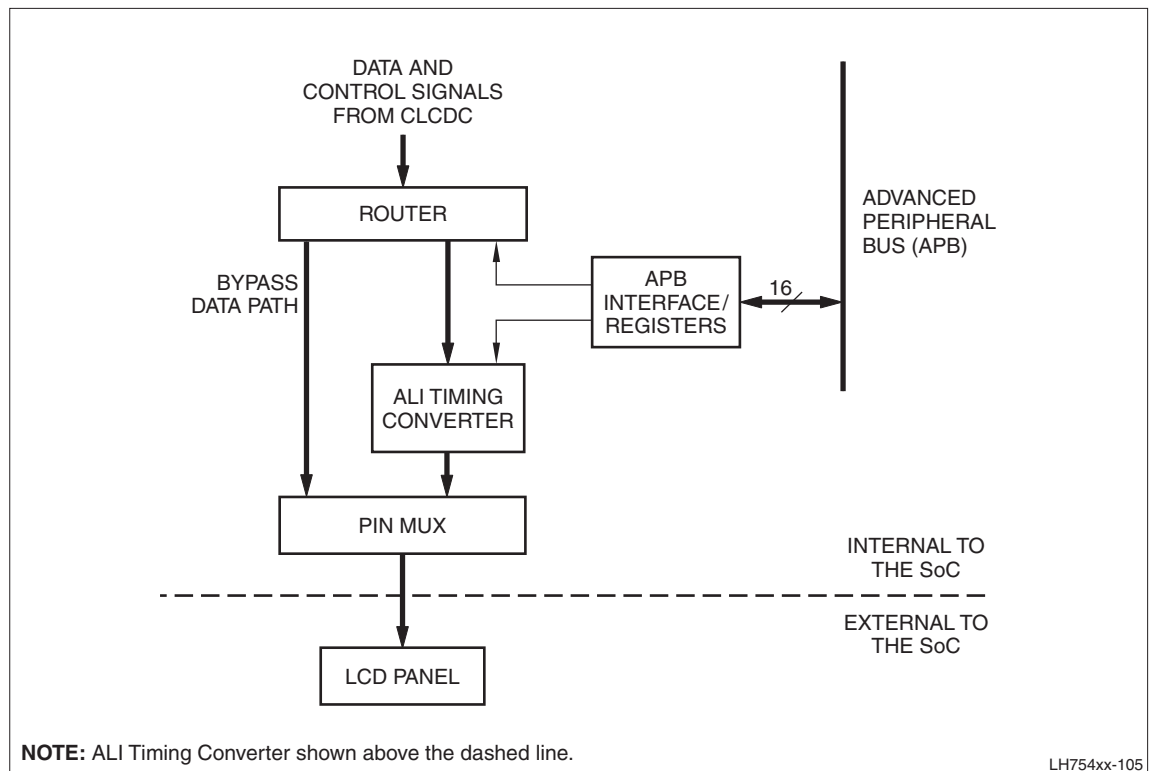 DATA AND
CONTROL SIGNALS
FROM CLCDC
ROUTER
ADVANCED
PERIPHERAL
BUS (APB)
BYPASS
DATA PATH
APB
INTERFACE/
REGISTERS
16
ALI TIMING
CONVERTER
PIN MUX
INTERNAL TO
THE SoC
EXTERNAL TO
THE SoC
LCD PANEL
NOTE: ALI Timing Converter shown above the dashed line.
LH754xx-105